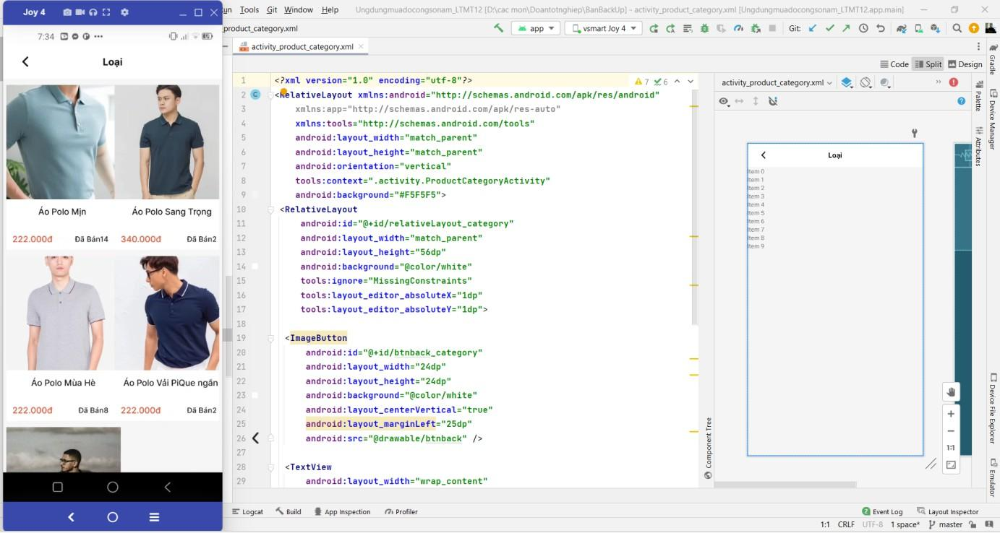 Joy 4
7:34
Loại
Áo Polo Mịn
Áo Polo Sang Trọng
222.000đ
Đã Bán14
340.000đ
Đã Bán2
Áo Polo Mùa Hè
Áo Polo Vải PiQue ngắn
222.000đ
Đã Bán8
222.000đ
Đã Bán2
un Tools Git Window Help
Ungdungmuadocongsonam_LTMT12 [D:\cac mon\Doantotnghiep\BanBackUp] - activity_product_category.xml [Ungdungmuadocongsonam_LTMT12.app.main]
product_category.xml
app
vsmart Joy 4
Git:
activity_product_category.xml
Code
Split
Design
7 6
1 <?xml version="1.0" encoding="utf-8"?>
2 <RelativeLayout xmlns:android="http://schemas.android.com/apk/res/android"
3 xmlns:app="http://schemas.android.com/apk/res-auto"
4 xmlns:tools="http://schemas.android.com/tools"
5 android:layout_width="match_parent"
6 android:layout_height="match_parent"
7 android:orientation="vertical"
8 tools:context=".activity.ProductCategoryActivity"
9 android:background="#F5F5F5">
10 <RelativeLayout
11 android:id="@+id/relativeLayout_category"
12 android:layout_width="match_parent"
13 android:layout_height="56dp"
14 android:background="@color/white"
15 tools:ignore="MissingConstraints"
16 tools:layout_editor_absoluteX="1dp"
17 tools:layout_editor_absoluteY="1dp">
18
19 <ImageButton
20 android:id="@+id/btnback_category"
21 android:layout_width="24dp"
22 android:layout_height="24dp"
23 android:background="@color/white"
24 android:layout_centerVertical="true"
25 android:layout_marginLeft="25dp"
26 android:src="@drawable/btnback" />
27
28 <TextView
29 android:layout_width="wrap_content"
activity_product_category.xml
Loại
Item 0
Item 1
Item 2
Item 3
Item 4
Item 5
Item 6
Item 7
Item 8
Item 9
1:1
Component Tree
Palette
Attributes
Gradle
Device Manager
Device File Explorer
Emulator
Logcat
Build
App Inspection
Profiler
2 Event Log
Layout Inspector
1:1 CRLF UTF-8 1 space* master